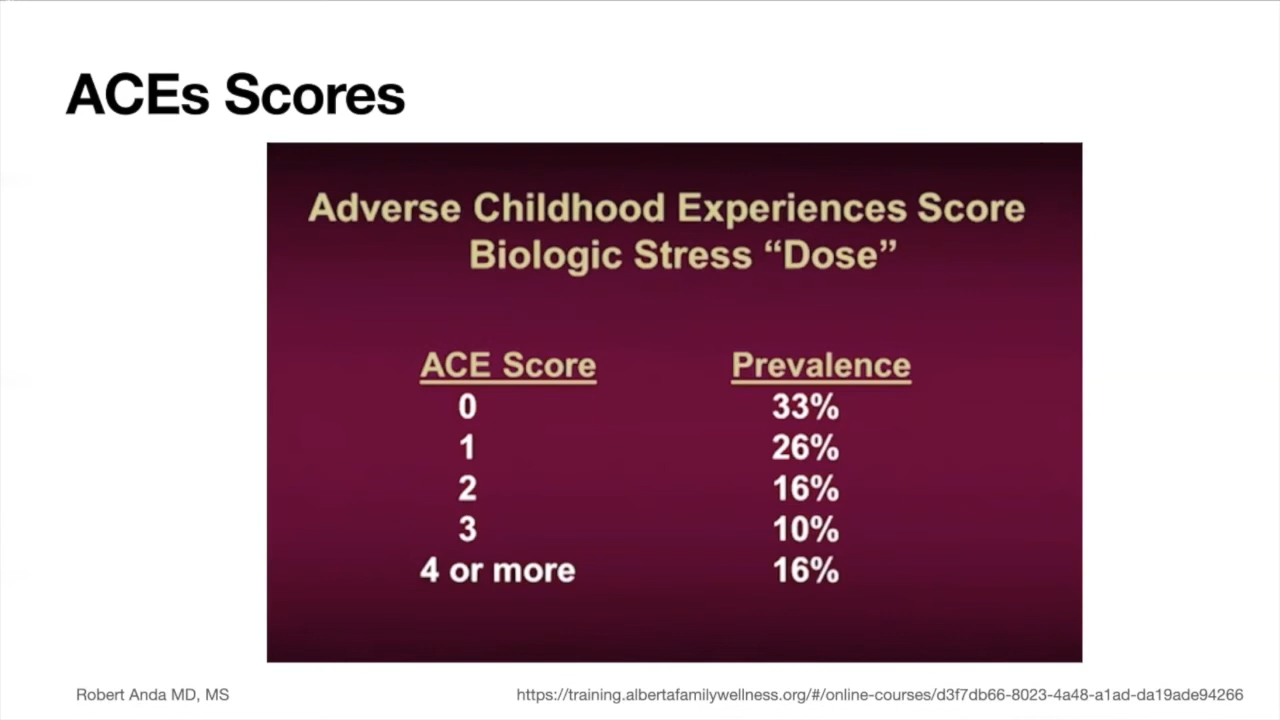 ACEs Scores
Adverse Childhood Experiences Score
Biologic Stress “Dose”
ACE Score Prevalence
0 33%
1 26%
2 16%
3 10%
4 or more 16%
Robert Anda MD, MS https://training.albertafamilywellness.org/#/online-courses/d3f7db66-8023-4a48-a1ad-da19ade94266